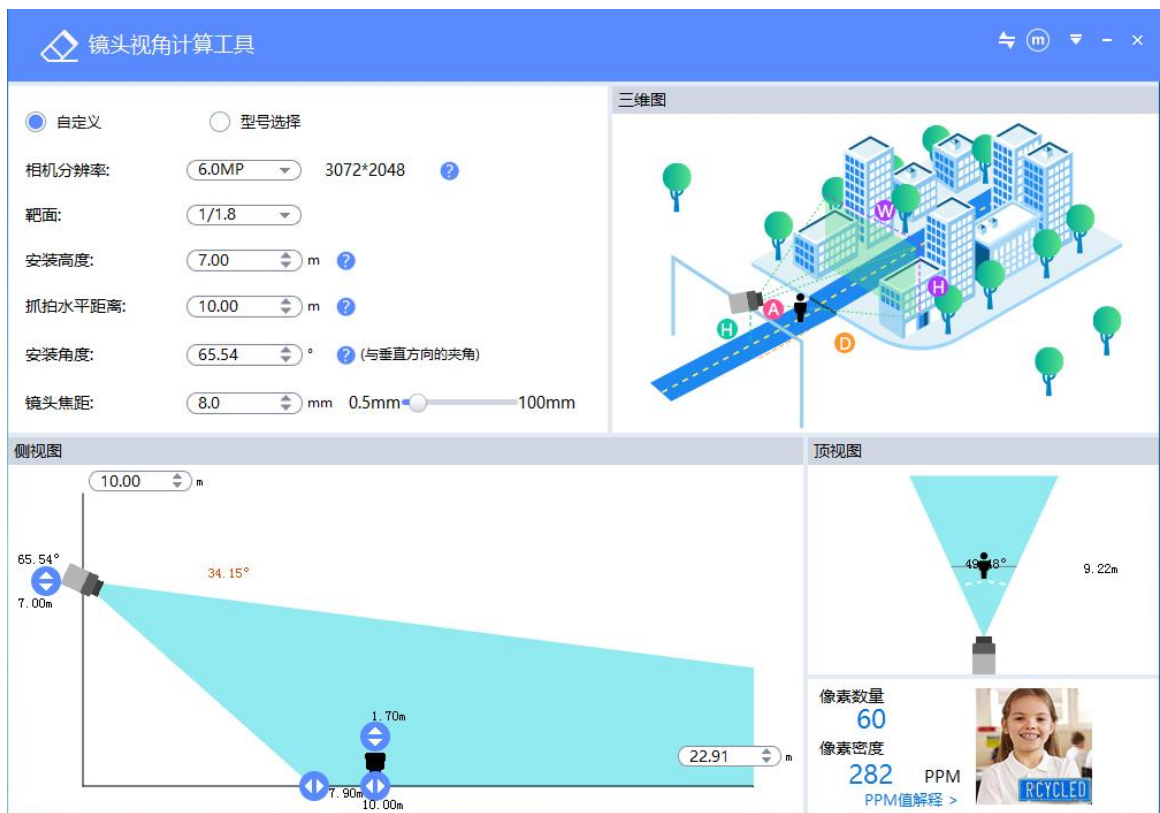 镜头视角计算工具
m
自定义 型号选择
相机分辨率: 6.0MP 3072*2048 ?
靶面: 1/1.8
安装高度: 7.00 m ?
抓拍水平距离: 10.00 m ?
安装角度: 65.54 ° ? (与垂直方向的夹角)
镜头焦距: 8.0 mm 0.5mm 100mm
三维图
W
H
A
H
D
侧视图
10.00 m
65.54°
34.15°
7.00m
1.70m
22.91 m
7.90m
10.00m
顶视图
49.48°
9.22m
像素数量
60
像素密度
282 PPM
PPM值解释 >
RCYCLED